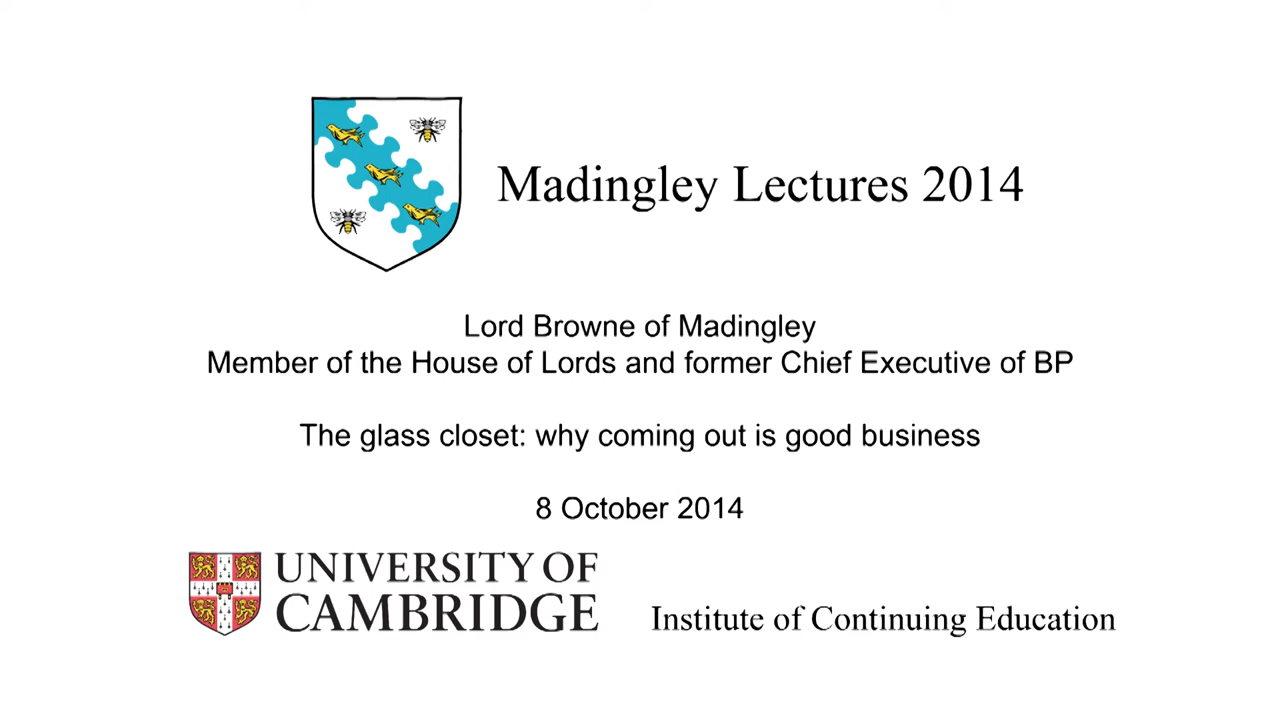 Madingley Lectures 2014
Lord Browne of Madingley
Member of the House of Lords and former Chief Executive of BP
The glass closet: why coming out is good business
8 October 2014
UNIVERSITY OF
CAMBRIDGE
Institute of Continuing Education